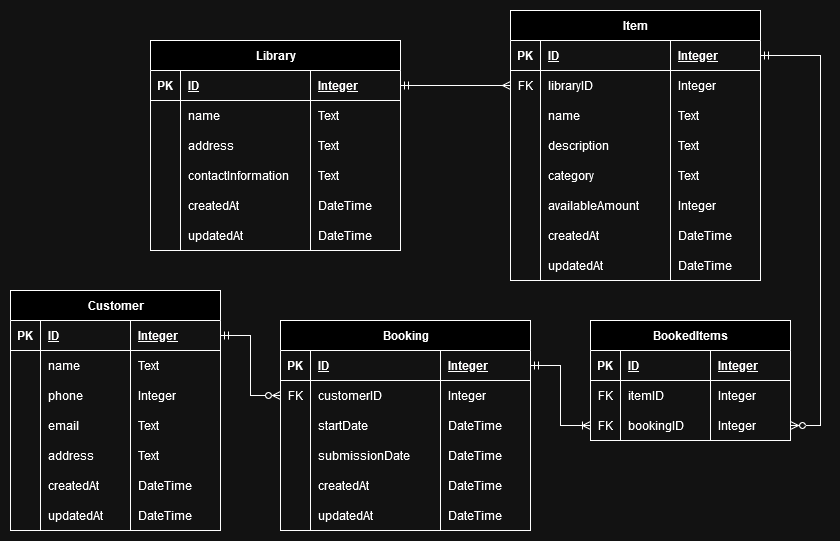 Library
PK ID Integer
name Text
address Text
contactInformation Text
createdAt DateTime
updatedAt DateTime
Item
PK ID Integer
FK libraryID Integer
name Text
description Text
category Text
availableAmount Integer
createdAt DateTime
updatedAt DateTime
Customer
PK ID Integer
name Text
phone Integer
email Text
address Text
createdAt DateTime
updatedAt DateTime
Booking
PK ID Integer
FK customerID Integer
startDate DateTime
submissionDate DateTime
createdAt DateTime
updatedAt DateTime
BookedItems
PK ID Integer
FK itemID Integer
FK bookingID Integer